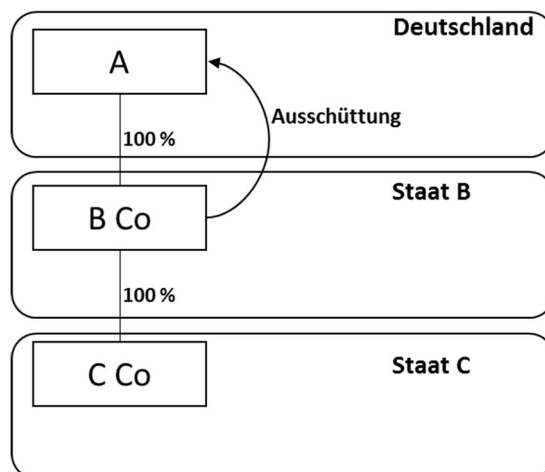 Deutschland
A
Ausschüttung
100 %
Staat B
B Co
100 %
C Co
Staat C